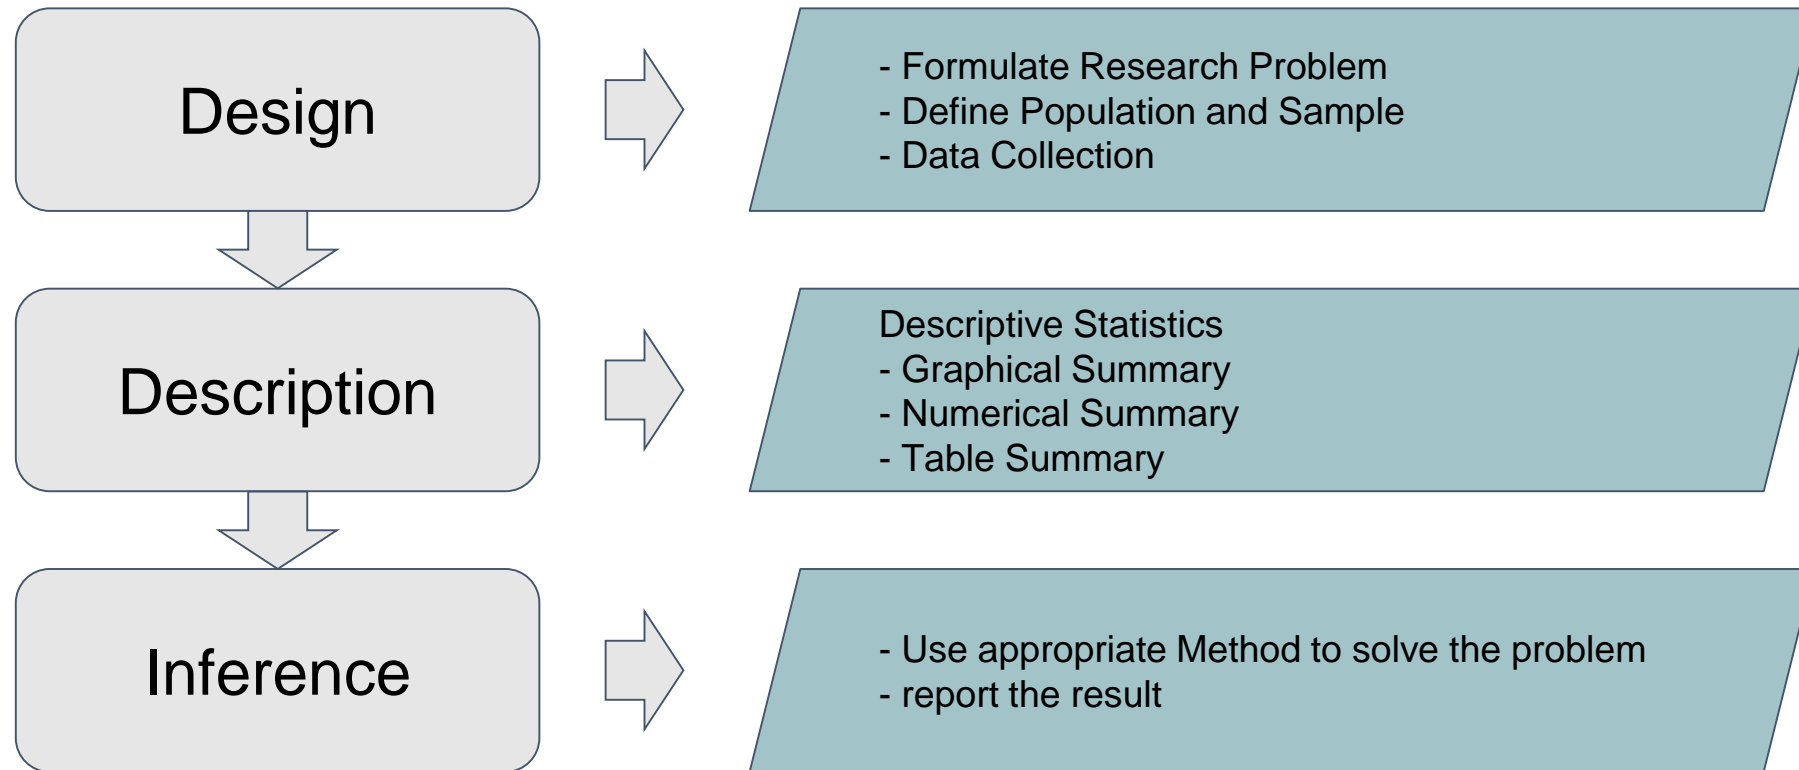 Design
- Formulate Research Problem
- Define Population and Sample
- Data Collection
Description
Descriptive Statistics
- Graphical Summary
- Numerical Summary
- Table Summary
Inference
- Use appropriate Method to solve the problem
- report the result